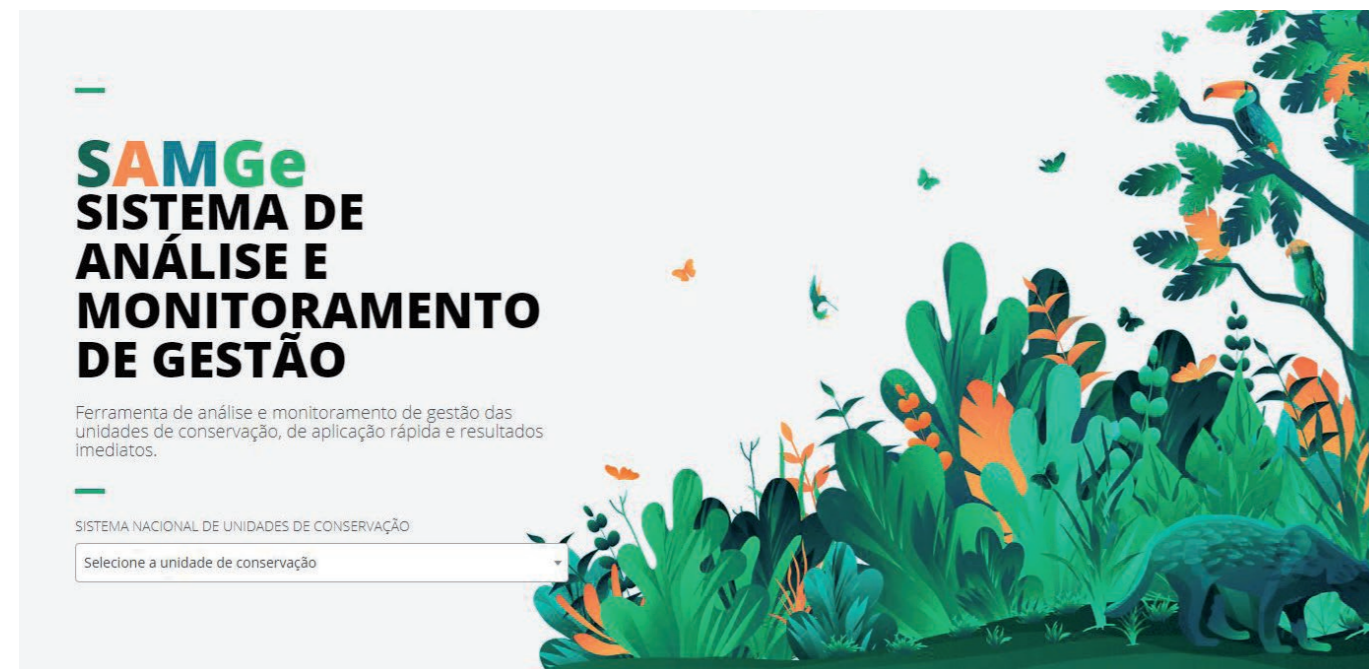 SAMGe
SISTEMA DE
ANÁLISE E
MONITORAMENTO
DE GESTÃO
Ferramenta de análise e monitoramento de gestão das
unidades de conservação, de aplicação rápida e resultados
imediatos.
SISTEMA NACIONAL DE UNIDADES DE CONSERVAÇÃO
Selecione a unidade de conservação